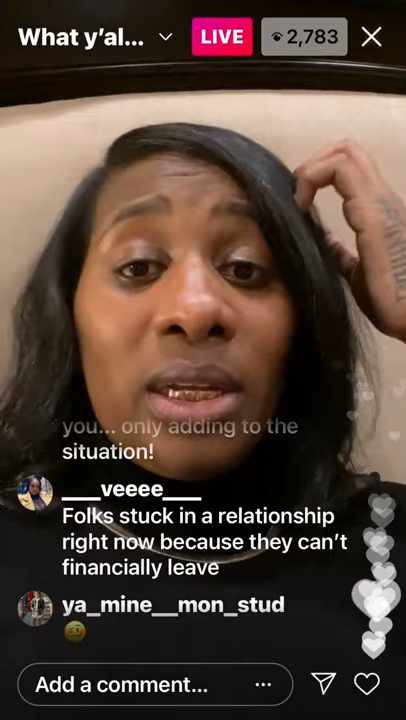 What y’al...
LIVE
2,783
you... only adding to the
situation!
___veeee___
Folks stuck in a relationship
right now because they can’t
financially leave
ya_mine__mon_stud
Add a comment...